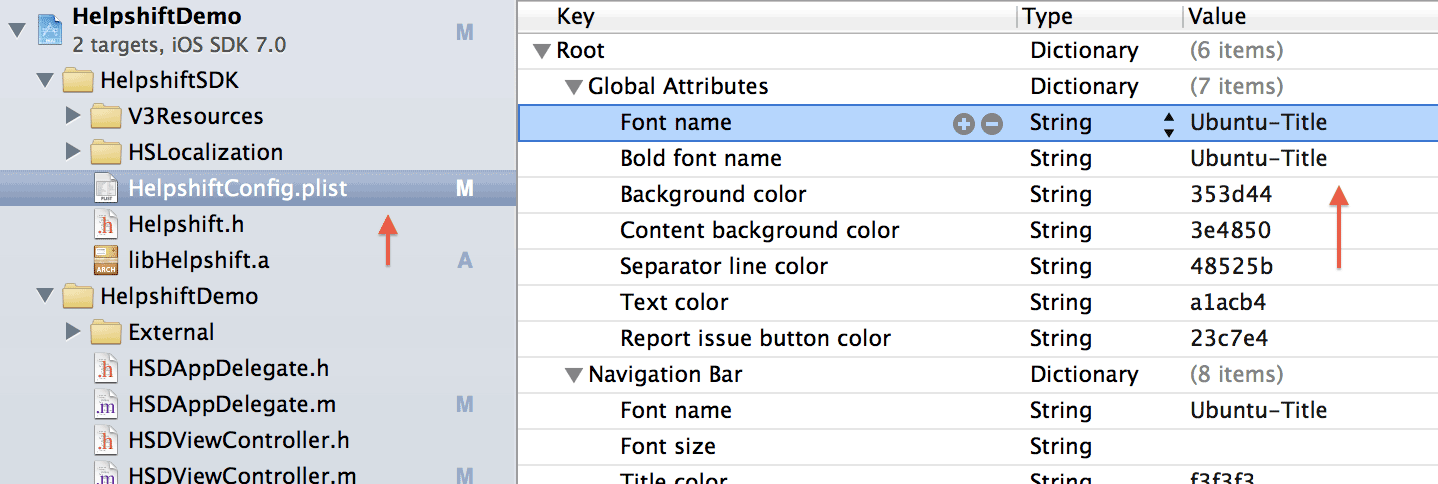 HelpshiftDemo
M
2 targets, iOS SDK 7.0
HelpshiftSDK
V3Resources
HSLocalization
HelpshiftConfig.plist M
Helpshift.h
libHelpshift.a A
HelpshiftDemo
External
HSDAppDelegate.h
HSDAppDelegate.m M
HSDViewController.h
HSDViewController.m M
Key Type Value
Root Dictionary (6 items)
Global Attributes Dictionary (7 items)
Font name String Ubuntu-Title
Bold font name String Ubuntu-Title
Background color String 353d44
Content background color String 3e4850
Separator line color String 48525b
Text color String a1acb4
Report issue button color String 23c7e4
Navigation Bar Dictionary (8 items)
Font name String Ubuntu-Title
Font size String
Title color String f3f3f3